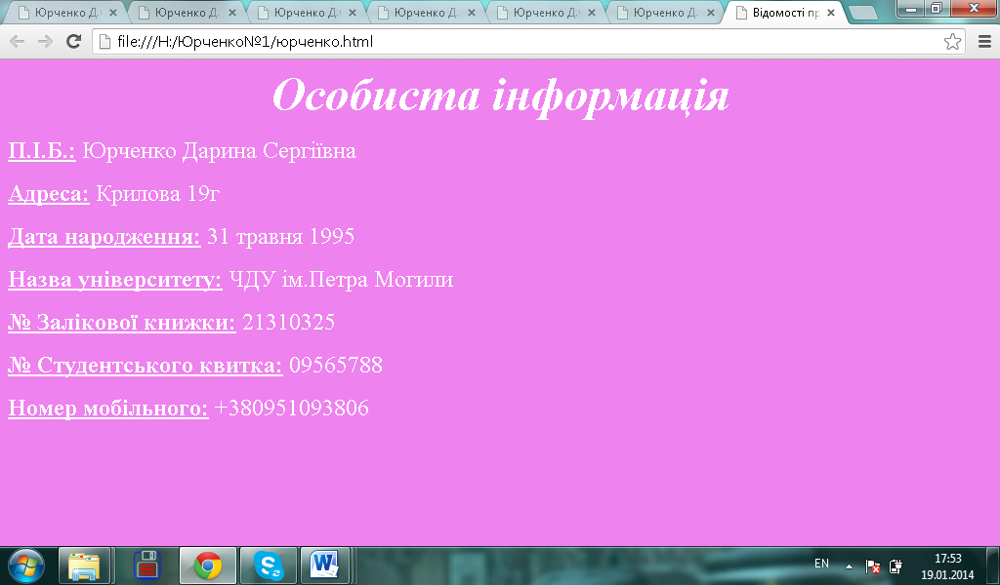 Юрченко Д. Юрченко Д. Юрченко Д. Юрченко Д. Юрченко Д. Юрченко Д. Відомості пр
file:///H:/Юрченко№1/юрченко.html
Особиста інформація
П.І.Б.: Юрченко Дарина Сергіївна
Адреса: Крилова 19г
Дата народження: 31 травня 1995
Назва університету: ЧДУ ім.Петра Могили
№ Залікової книжки: 21310325
№ Студентського квитка: 09565788
Номер мобільного: +380951093806
EN
17:53
19.01.2014